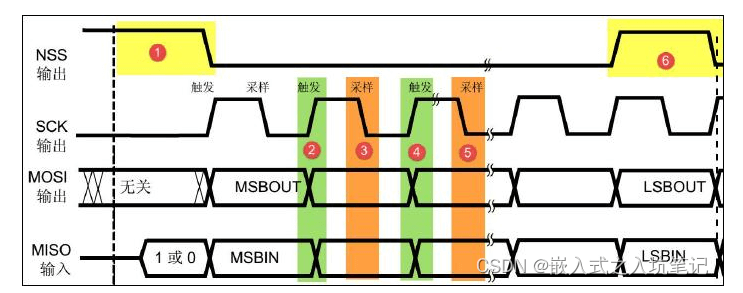 1
NSS
输出
6
触发 采样 触发 采样 触发 采样
SCK
输出
2 3 4 5
MOSI
输出
无关 MSBOUT LSBOUT
MISO
输入
1 或 0 MSBIN LSBIN
CSDN @嵌入式之入坑笔记